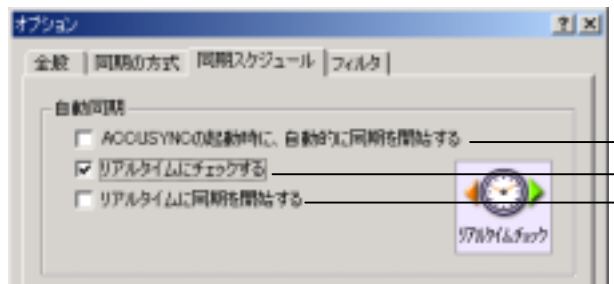 オプション
全般 同期の方式 同期スケジュール フィルタ
自動同期
ACCUSYNCの起動時に、自動的に同期を開始する
リアルタイムにチェックする
リアルタイムに同期を開始する
リアルタイムチェック